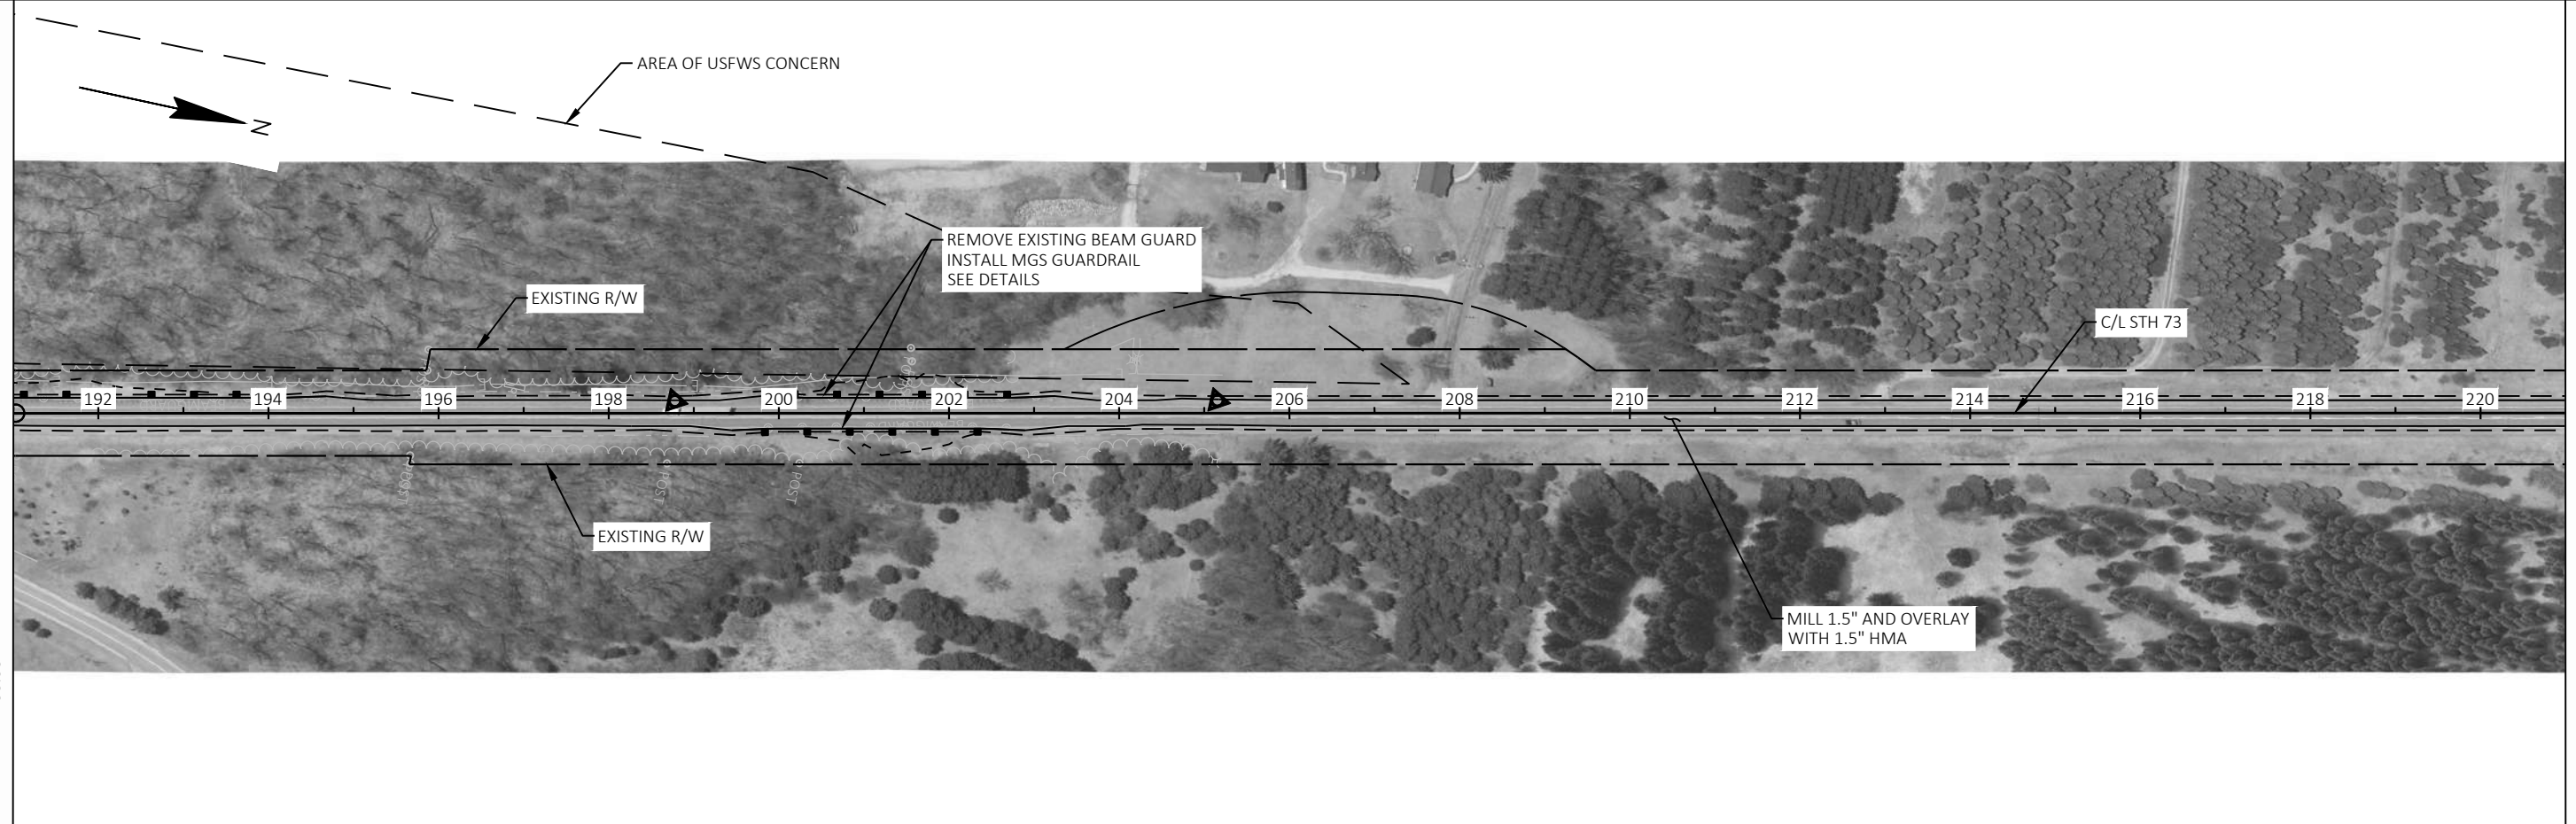 AREA OF USFWS CONCERN
N
REMOVE EXISTING BEAM GUARD
INSTALL MGS GUARDRAIL
SEE DETAILS
EXISTING R/W
C/L STH 73
192 194 196 198 200 202 204 206 208 210 212 214 216 218 220
POST
POST
EXISTING R/W
MILL 1.5" AND OVERLAY
WITH 1.5" HMA